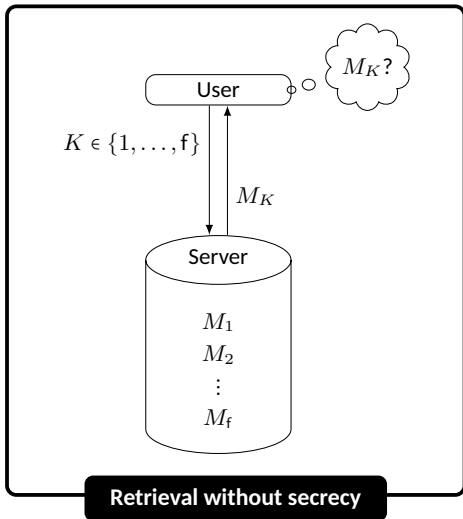 M_K?
User
K ∈ {1, . . . , f}
M_K
Server
M_1
M_2
⋮
M_f
Retrieval without secrecy